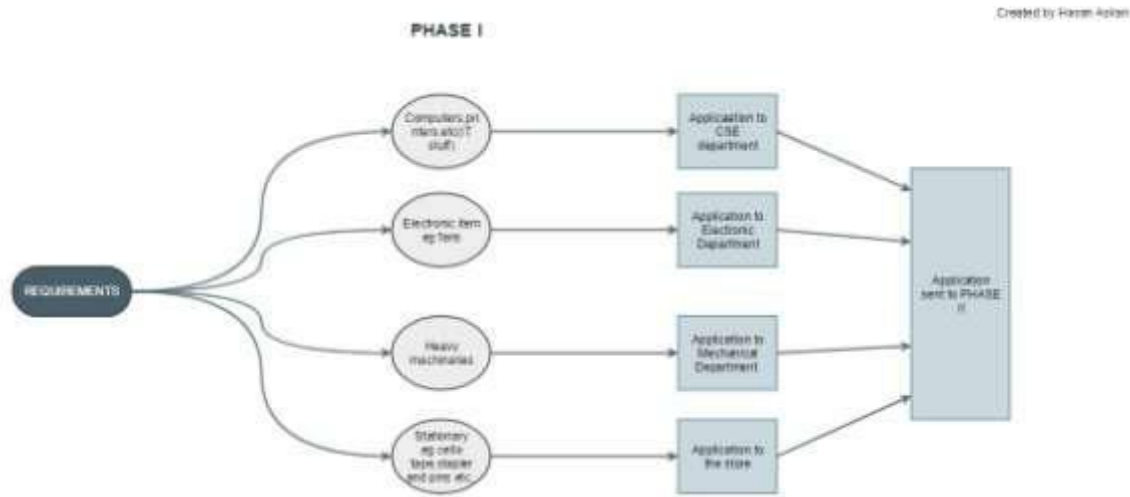 Created by
PHASE I
Computers,pri
nters,etc(IT
stuff)
Application to
CSE
department
Electronic item
eg fans
Application to
Electronic
Department
REQUIREMENTS
Application
sent to PHASE
II
Heavy
machinaries
Application to
Mechanical
Department
Stationary
eg cello
tape,stapler
and pins etc.
Application to
the store